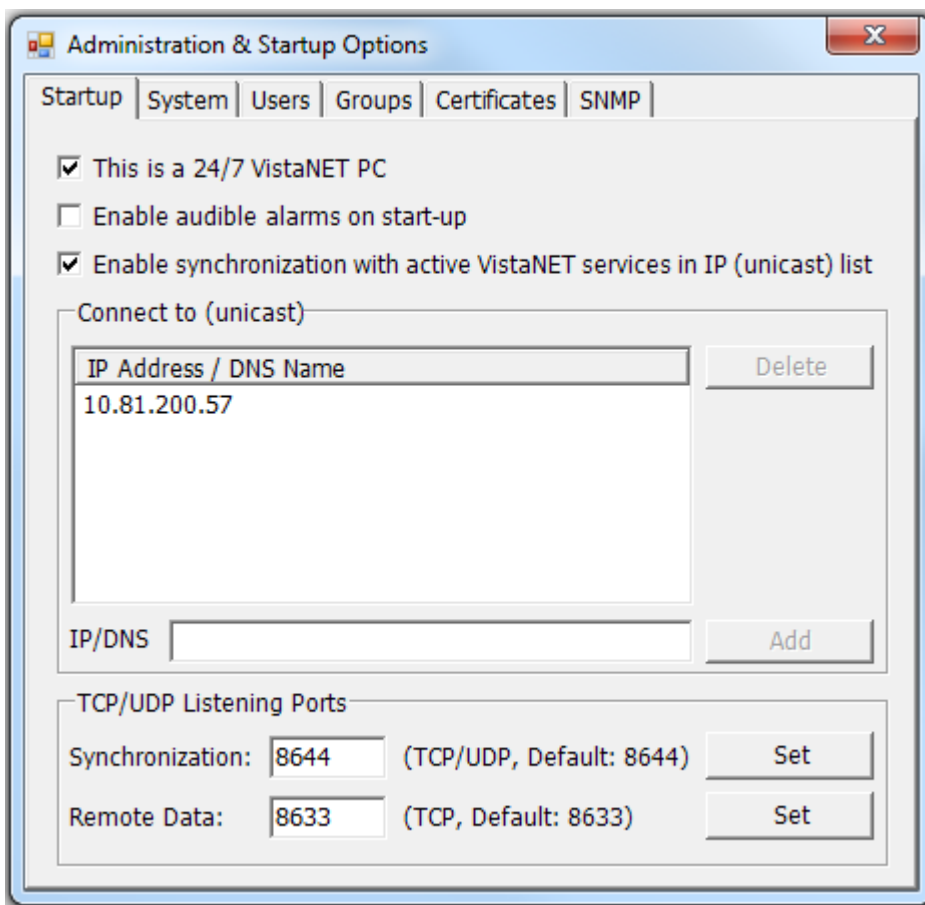 Administration & Startup Options
Startup System Users Groups Certificates SNMP
This is a 24/7 VistaNET PC
Enable audible alarms on start-up
Enable synchronization with active VistaNET services in IP (unicast) list
Connect to (unicast)
IP Address / DNS Name
Delete
10.81.200.57
IP/DNS
Add
TCP/UDP Listening Ports
Synchronization: 8644 (TCP/UDP, Default: 8644) Set
Remote Data: 8633 (TCP, Default: 8633) Set